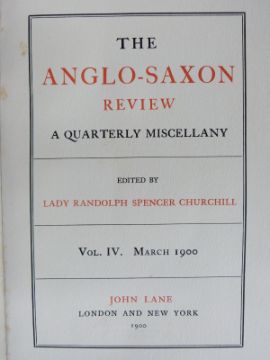 THE
ANGLO-SAXON
REVIEW
A QUARTERLY MISCELLANY
EDITED BY
LADY RANDOLPH SPENCER CHURCHILL
VOL. IV. MARCH 1900
JOHN LANE
LONDON AND NEW YORK
1900